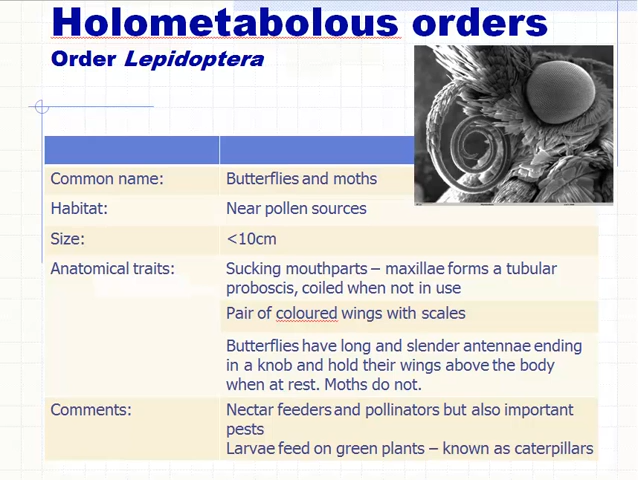 Holometabolous orders
Order Lepidoptera
Common name: Butterflies and moths
Habitat: Near pollen sources
Size: <10cm
Anatomical traits: Sucking mouthparts – maxillae forms a tubular
proboscis, coiled when not in use
Pair of coloured wings with scales
Butterflies have long and slender antennae ending
in a knob and hold their wings above the body
when at rest. Moths do not.
Comments: Nectar feeders and pollinators but also important
pests
Larvae feed on green plants – known as caterpillars